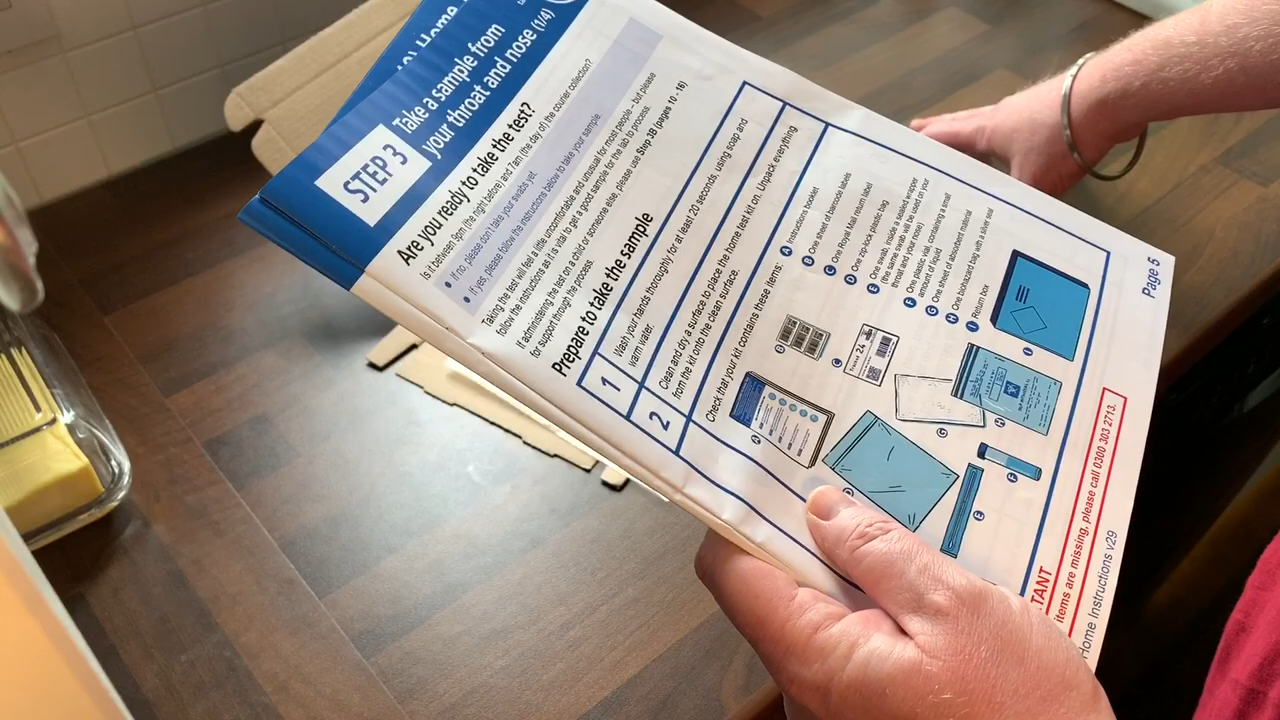 Home
STEP 3
Take a sample from
your throat and nose (1/4)
Are you ready to take the test?
Is it between 9pm (the night before) and 7am (the day of) the courier collection?
• If no, please don't take your swabs yet.
• If yes, please follow the instructions below to take your sample
Taking the test will feel a little uncomfortable and unusual for most people – but please
follow the instructions as it is vital to get a good sample for the lab to process.
If administering the test on a child or someone else, please use Step 3B (pages 10 - 16)
for support through the process.
Prepare to take the sample
1
Wash your hands thoroughly for at least 20 seconds, using soap and
warm water.
2
Clean and dry a surface to place the home test kit on. Unpack everything
from the kit onto the clean surface.
Check that your kit contains these items:
A Instructions booklet
B One sheet of barcode labels
C One Royal Mail return label
D One zip-lock plastic bag
E One swab, inside a sealed wrapper
(the same swab will be used on your
throat and your nose)
F One plastic vial, containing a small
amount of liquid
G One sheet of absorbent material
H One biohazard bag with a silver seal
I Return box
A
B
C
Tracked 24
E
F
G
H
I
TANT
items are missing, please call 0300 303 2713.
Home Instructions v29
Page 5